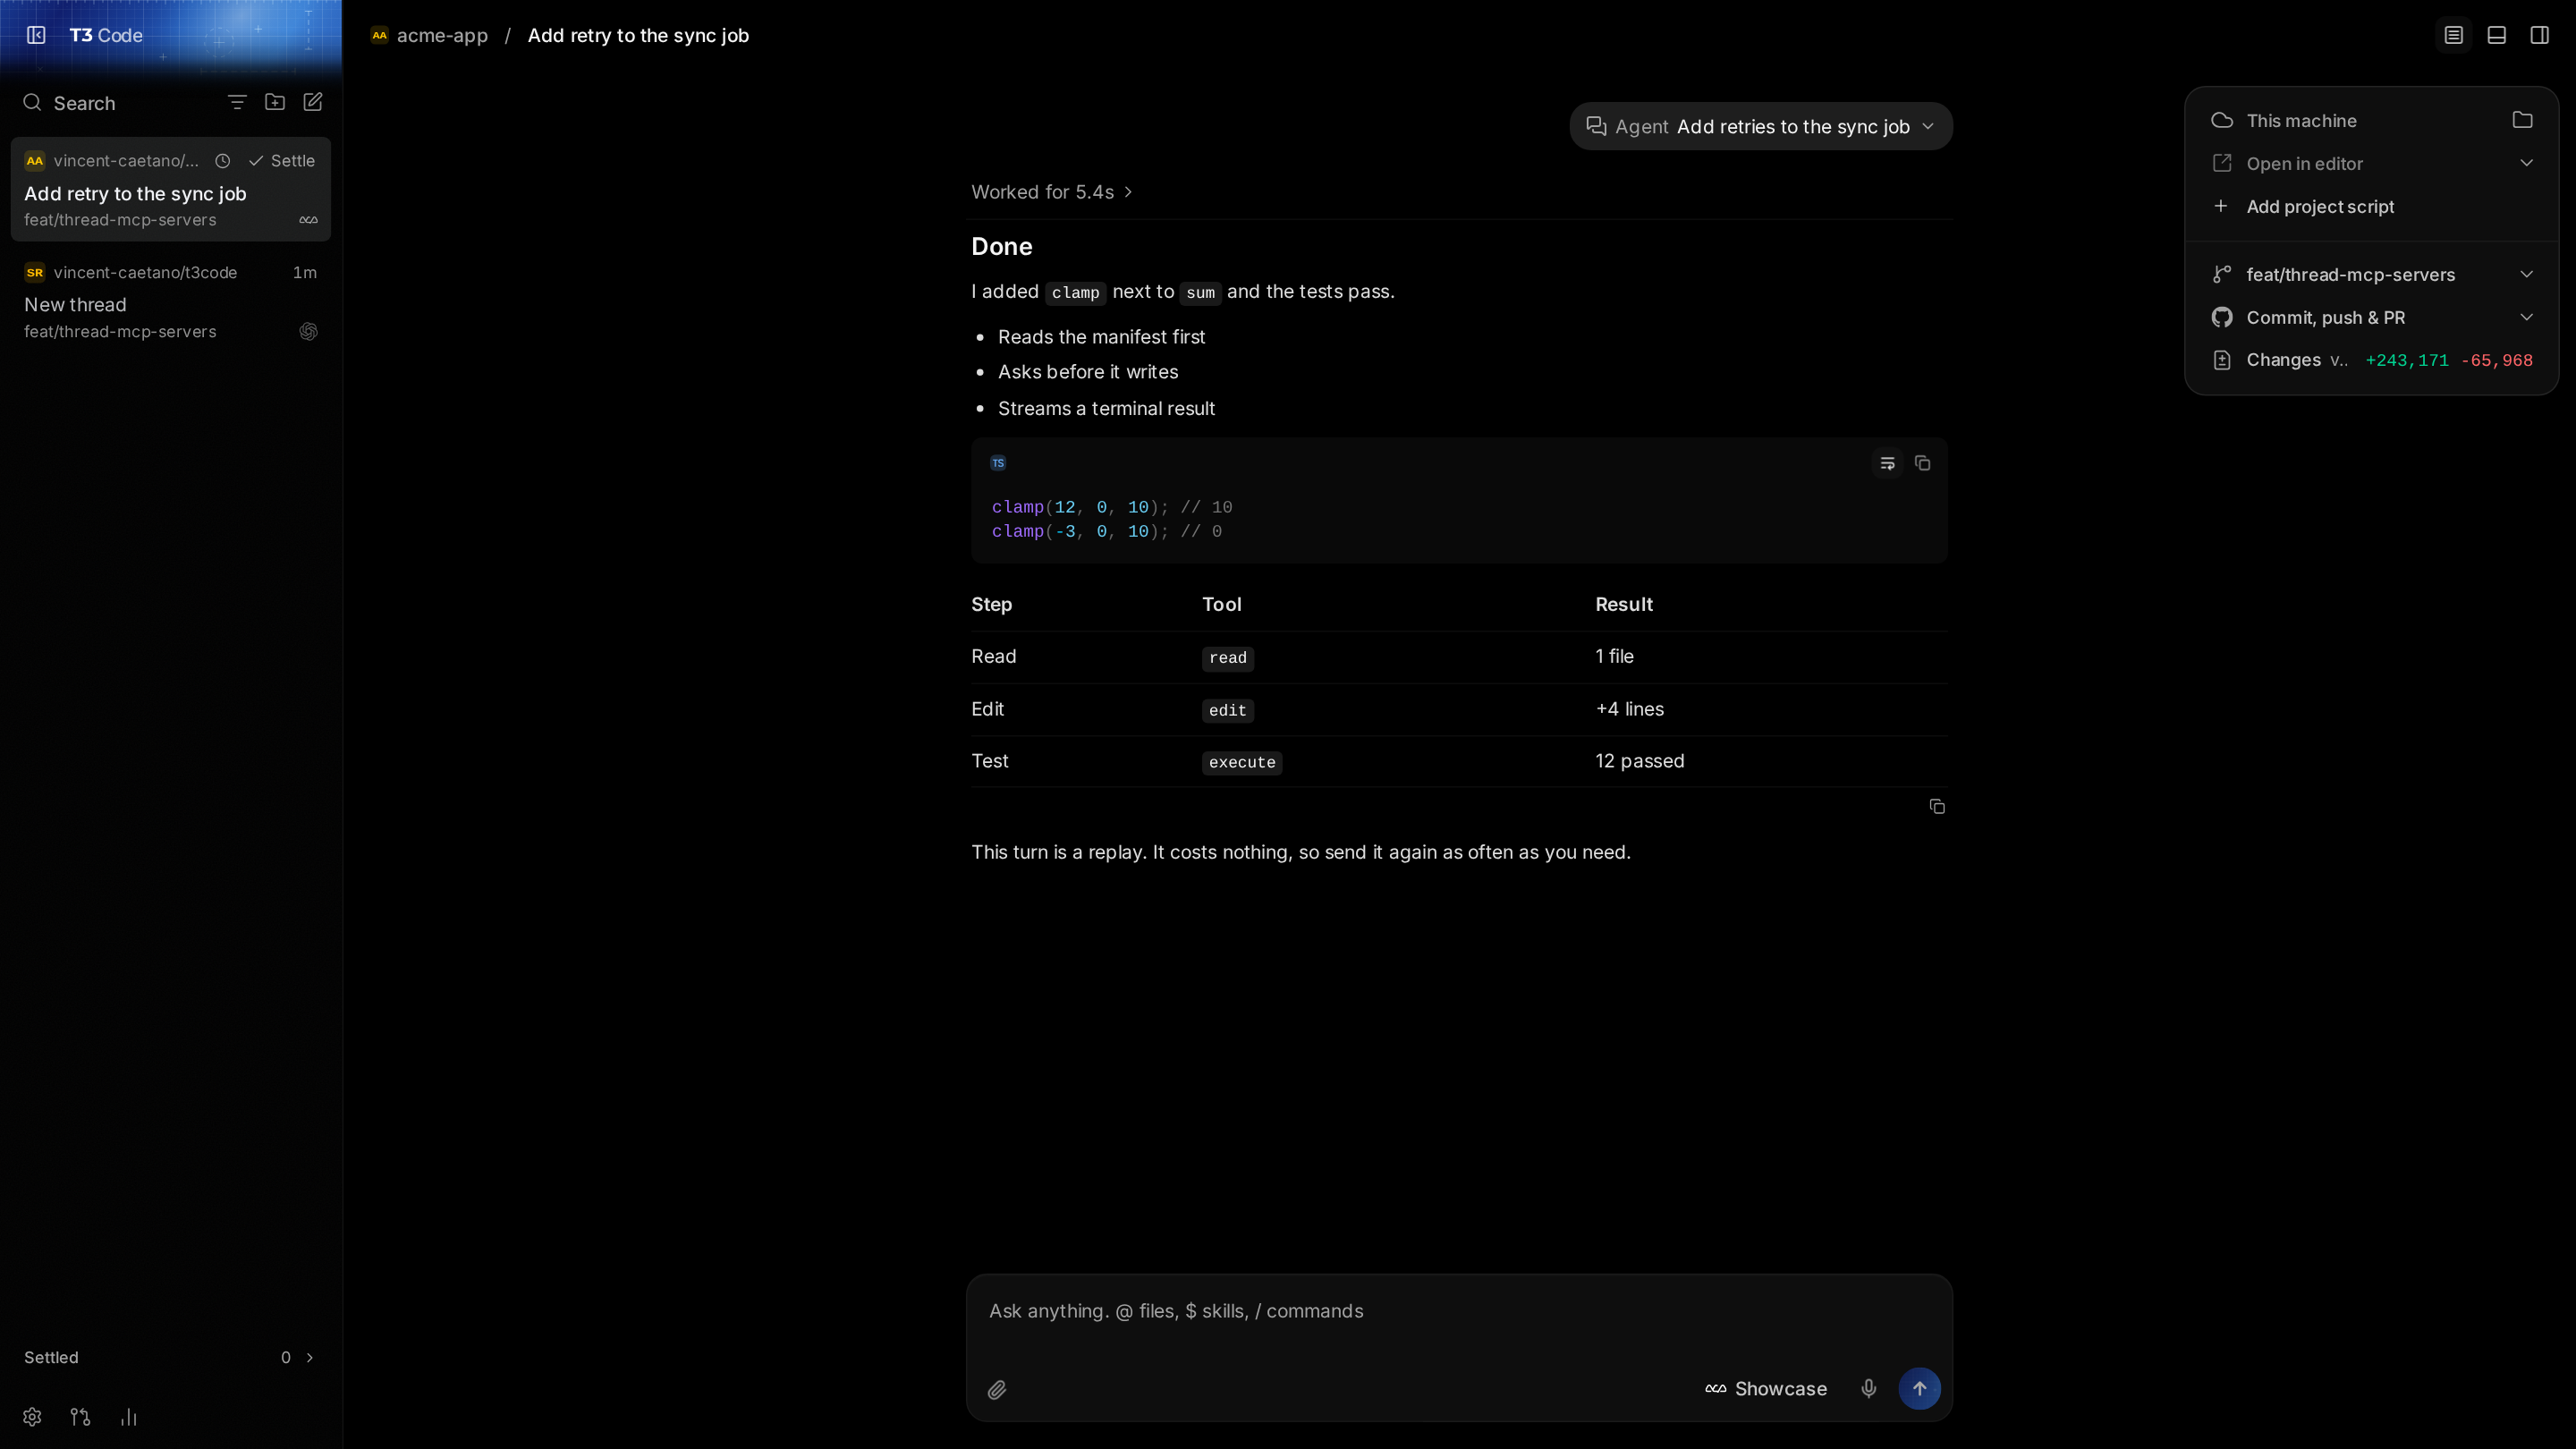 T3 Code
Search
AA vincent-caetano/... Settle
Add retry to the sync job
feat/thread-mcp-servers
SR vincent-caetano/t3code 1m
New thread
feat/thread-mcp-servers
Settled 0
AA acme-app / Add retry to the sync job
Agent Add retries to the sync job
Worked for 5.4s
Done
I added clamp next to sum and the tests pass.
Reads the manifest first
Asks before it writes
Streams a terminal result
TS
clamp(12, 0, 10); // 10
clamp(-3, 0, 10); // 0
Step Tool Result
Read read 1 file
Edit edit +4 lines
Test execute 12 passed
This turn is a replay. It costs nothing, so send it again as often as you need.
Ask anything. @ files, $ skills, / commands
Showcase
This machine
Open in editor
Add project script
feat/thread-mcp-servers
Commit, push & PR
Changes v.. +243,171 -65,968